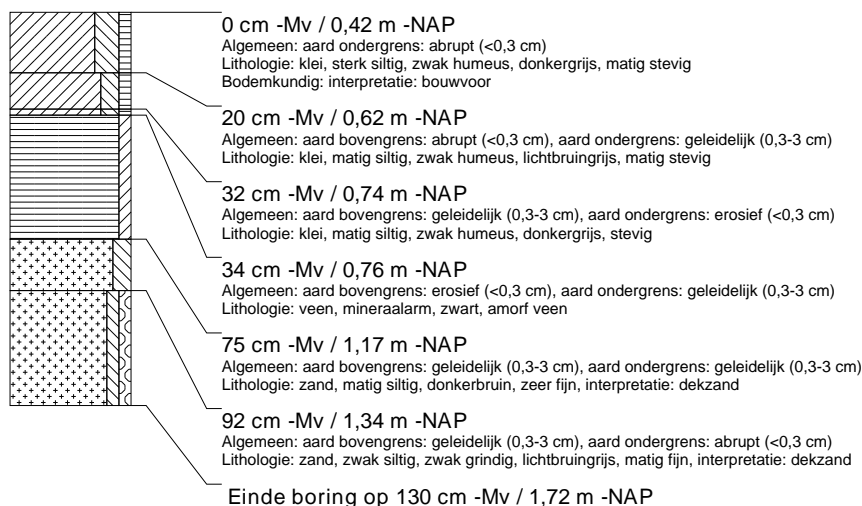 0 cm -Mv / 0,42 m -NAP
Algemeen: aard ondergrens: abrupt (<0,3 cm)
Lithologie: klei, sterk siltig, zwak humeus, donkergrijs, matig stevig
Bodemkundig: interpretatie: bouwvoor
20 cm -Mv / 0,62 m -NAP
Algemeen: aard bovengrens: abrupt (<0,3 cm), aard ondergrens: geleidelijk (0,3-3 cm)
Lithologie: klei, matig siltig, zwak humeus, lichtbruingrijs, matig stevig
32 cm -Mv / 0,74 m -NAP
Algemeen: aard bovengrens: geleidelijk (0,3-3 cm), aard ondergrens: erosief (<0,3 cm)
Lithologie: klei, matig siltig, zwak humeus, donkergrijs, stevig
34 cm -Mv / 0,76 m -NAP
Algemeen: aard bovengrens: erosief (<0,3 cm), aard ondergrens: geleidelijk (0,3-3 cm)
Lithologie: veen, mineraalarm, zwart, amorf veen
75 cm -Mv / 1,17 m -NAP
Algemeen: aard bovengrens: geleidelijk (0,3-3 cm), aard ondergrens: geleidelijk (0,3-3 cm)
Lithologie: zand, matig siltig, donkerbruin, zeer fijn, interpretatie: dekzand
92 cm -Mv / 1,34 m -NAP
Algemeen: aard bovengrens: geleidelijk (0,3-3 cm), aard ondergrens: abrupt (<0,3 cm)
Lithologie: zand, zwak siltig, zwak grindig, lichtbruingrijs, matig fijn, interpretatie: dekzand
Einde boring op 130 cm -Mv / 1,72 m -NAP